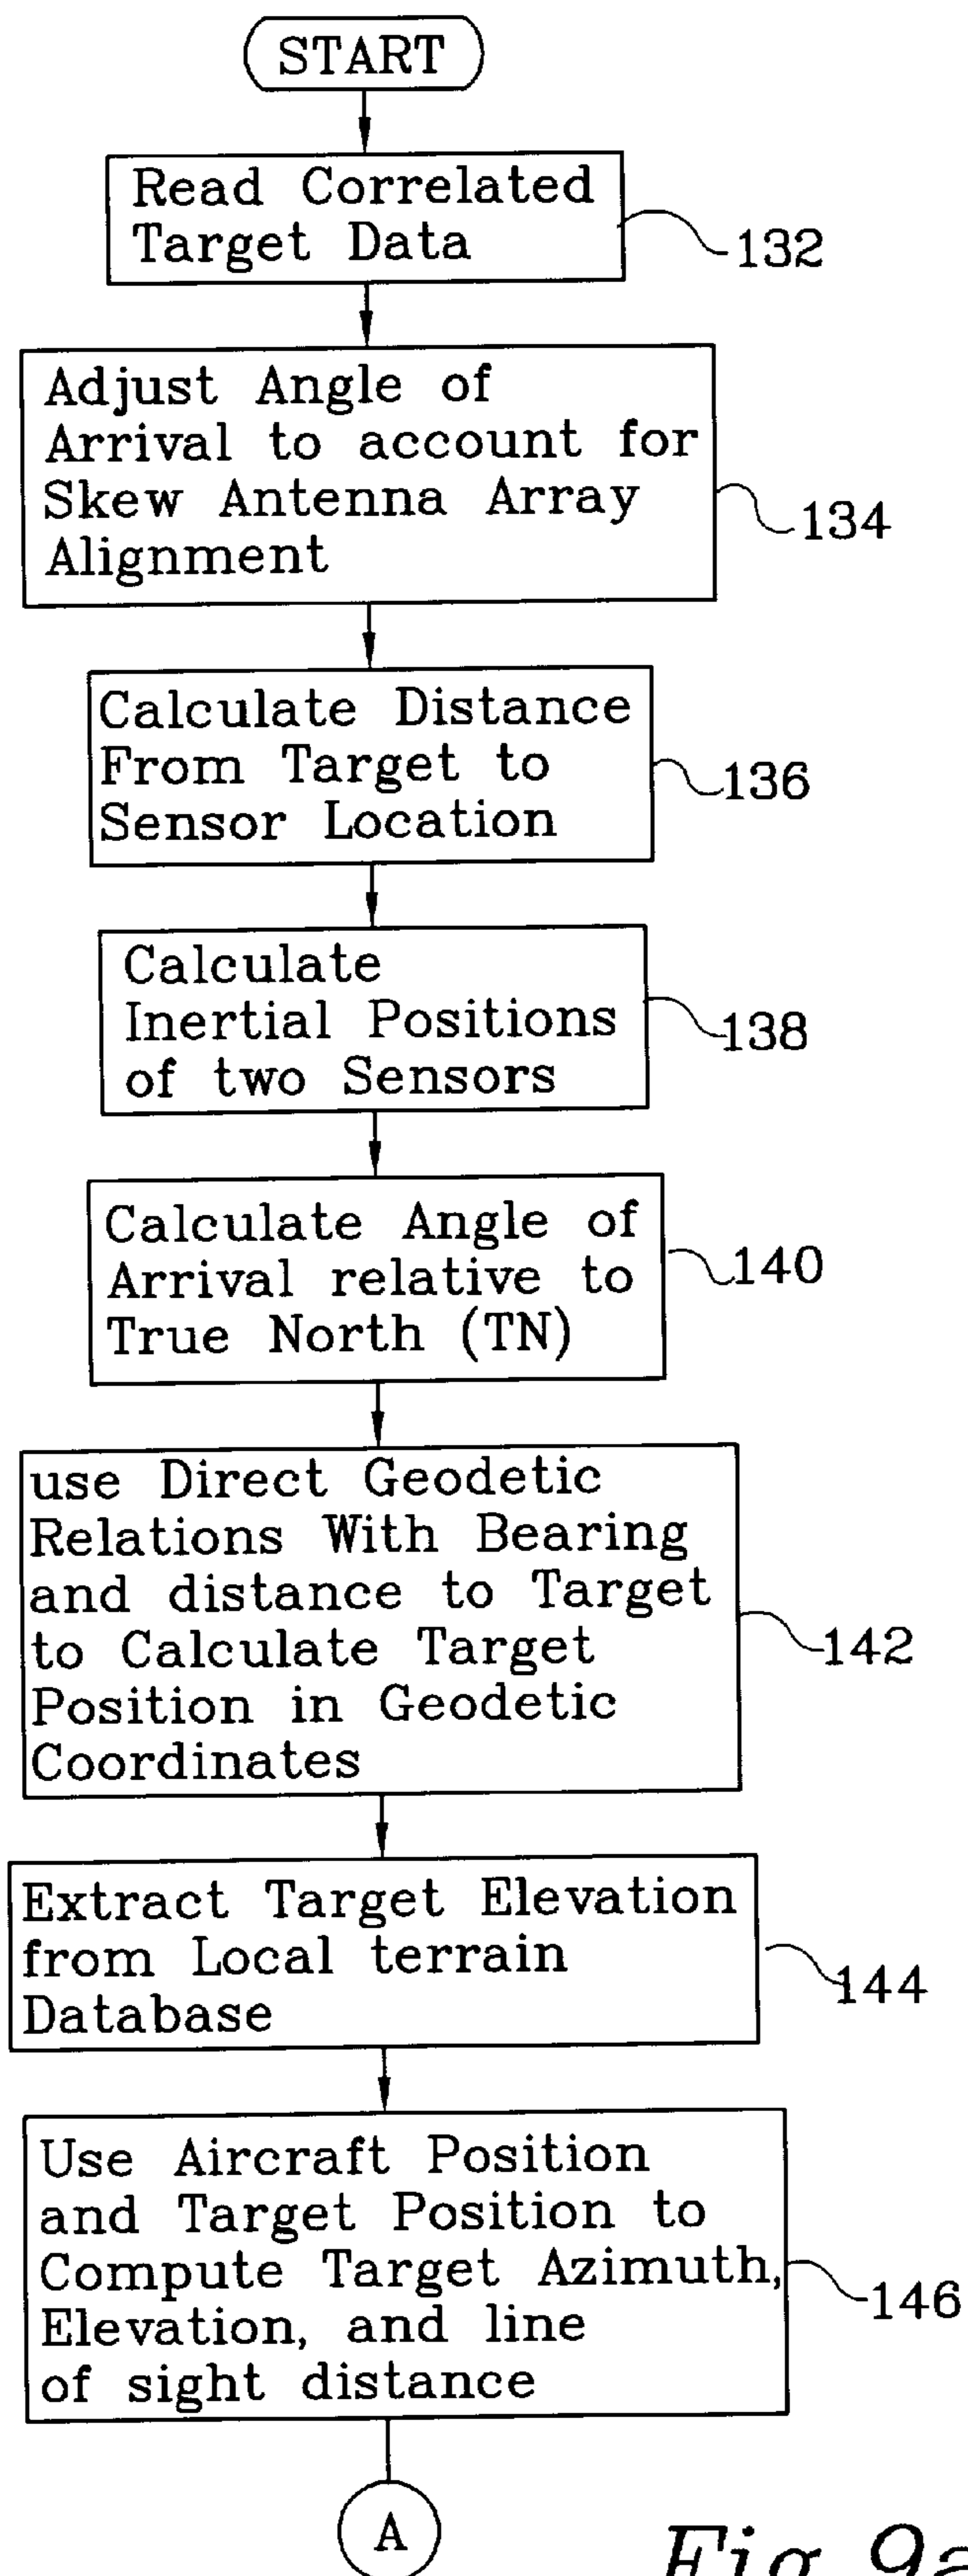 START
Read Correlated
Target Data
132
Adjust Angle of
Arrival to account for
Skew Antenna Array
Alignment
134
Calculate Distance
From Target to
Sensor Location
136
Calculate
Inertial Positions
of two Sensors
138
Calculate Angle of
Arrival relative to
True North (TN)
140
use Direct Geodetic
Relations With Bearing
and distance to Target
to Calculate Target
Position in Geodetic
Coordinates
142
Extract Target Elevation
from Local terrain
Database
144
Use Aircraft Position
and Target Position to
Compute Target Azimuth,
Elevation, and line
of sight distance
146
A
Fig 9a